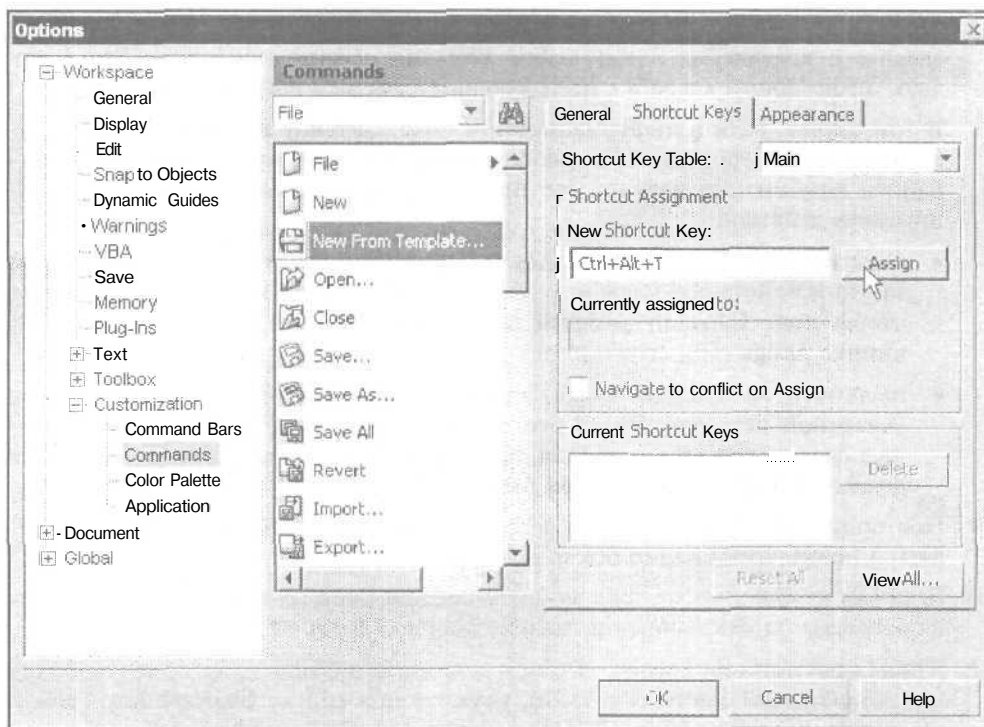 Options
Workspace
General
Display
Edit
Snap to Objects
Dynamic Guides
Warnings
VBA
Save
Memory
Plug-Ins
Text
Toolbox
Customization
Command Bars
Commands
Color Palette
Application
Document
Global
Commands
File
File
New
New From Template...
Open...
Close
Save...
Save As...
Save All
Revert
Import...
Export...
General Shortcut Keys Appearance
Shortcut Key Table: . j Main
r Shortcut Assignment
l New Shortcut Key:
j Ctrl+Alt+T Assign
Currently assigned to:
Navigate to conflict on Assign
Current Shortcut Keys
Delete
Reset All View All...
OK Cancel Help